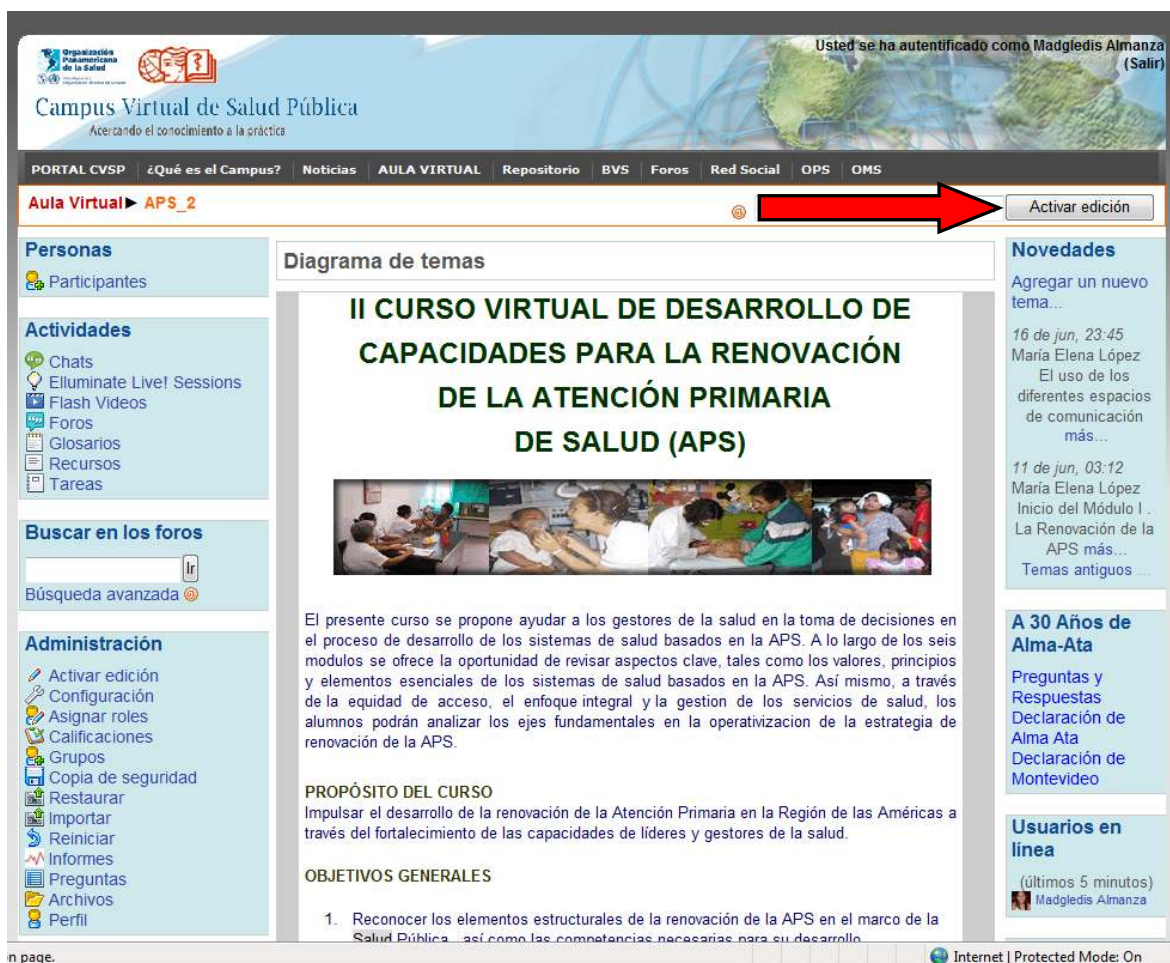 Organización
Panamericana
de la Salud
Campus Virtual de Salud Pública
Acercando el conocimiento a la práctica
Usted se ha autentificado como Madgledis Almanza
(Salir)
PORTAL CVSP
¿Qué es el Campus?
Noticias
AULA VIRTUAL
Repositorio
BVS
Foros
Red Social
OPS
OMS
Aula Virtual► APS_2
Activar edición
Personas
Participantes
Actividades
Chats
Elluminate Live! Sessions
Flash Videos
Foros
Glosarios
Recursos
Tareas
Buscar en los foros
Ir
Búsqueda avanzada
Administración
Activar edición
Configuración
Asignar roles
Calificaciones
Grupos
Copia de seguridad
Restaurar
Importar
Reiniciar
Informes
Preguntas
Archivos
Perfil
Diagrama de temas
II CURSO VIRTUAL DE DESARROLLO DE
CAPACIDADES PARA LA RENOVACIÓN
DE LA ATENCIÓN PRIMARIA
DE SALUD (APS)
El presente curso se propone ayudar a los gestores de la salud en la toma de decisiones en
el proceso de desarrollo de los sistemas de salud basados en la APS. A lo largo de los seis
modulos se ofrece la oportunidad de revisar aspectos clave, tales como los valores, principios
y elementos esenciales de los sistemas de salud basados en la APS. Así mismo, a través
de la equidad de acceso, el enfoque integral y la gestion de los servicios de salud, los
alumnos podrán analizar los ejes fundamentales en la operativizacion de la estrategia de
renovación de la APS.
PROPÓSITO DEL CURSO
Impulsar el desarrollo de la renovación de la Atención Primaria en la Región de las Américas a
través del fortalecimiento de las capacidades de líderes y gestores de la salud.
OBJETIVOS GENERALES
1. Reconocer los elementos estructurales de la renovación de la APS en el marco de la
Salud Pública , así como las competencias necesarias para su desarrollo
Novedades
Agregar un nuevo
tema...
16 de jun, 23:45
María Elena López
El uso de los
diferentes espacios
de comunicación
más...
11 de jun, 03:12
María Elena López
Inicio del Módulo I .
La Renovación de la
APS más...
Temas antiguos ...
A 30 Años de
Alma-Ata
Preguntas y
Respuestas
Declaración de
Alma Ata
Declaración de
Montevideo
Usuarios en
línea
(últimos 5 minutos)
Madgledis Almanza
n page.
Internet | Protected Mode: On